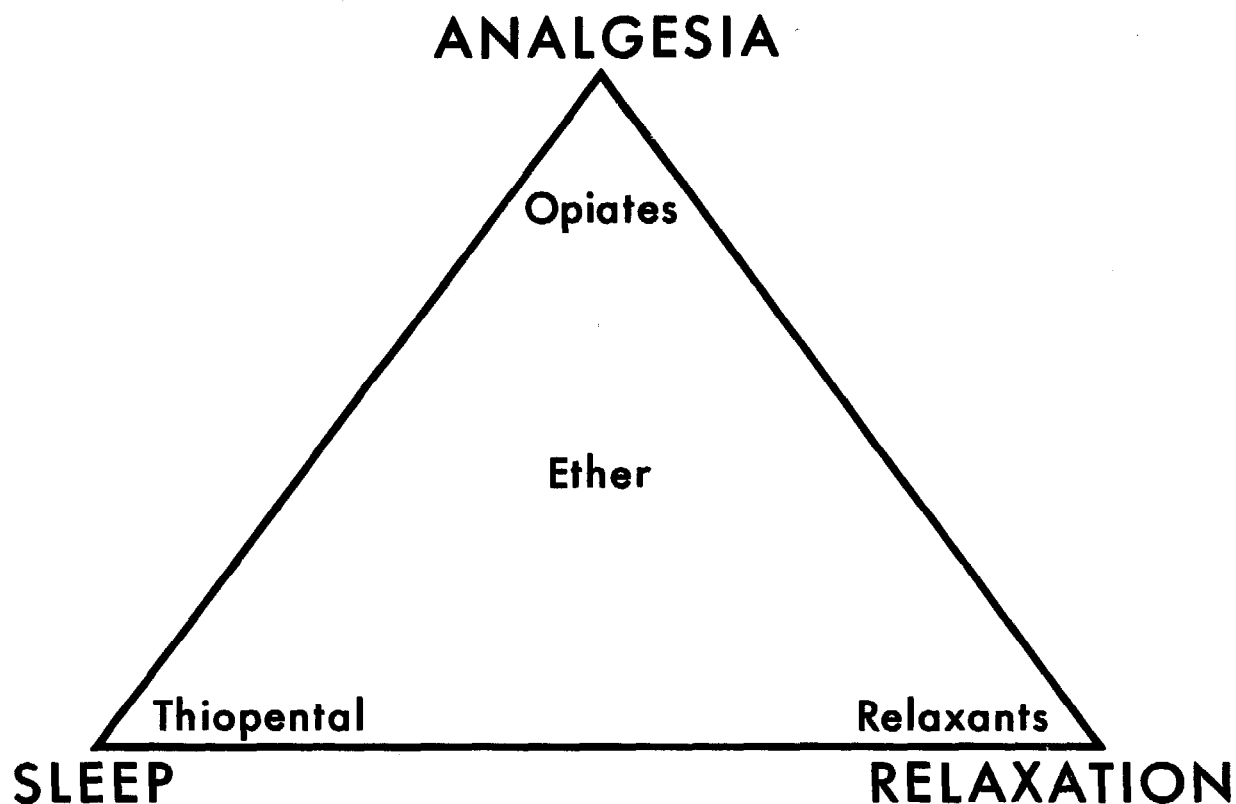 ANALGESIA
Opiates
Ether
Thiopental
Relaxants
SLEEP
RELAXATION